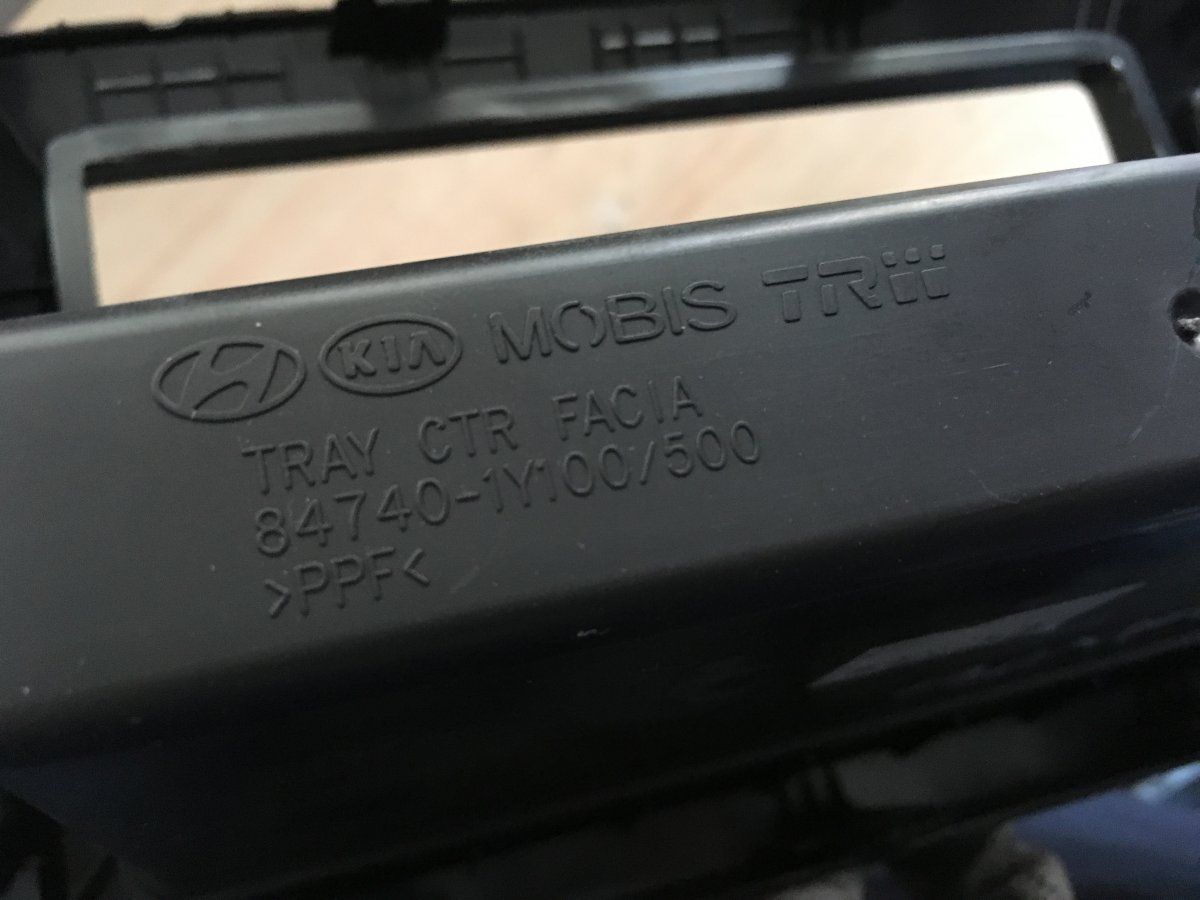 KIA MOBIS TRW
TRAY CTR FACIA
84740-1Y100/500
>PPF<